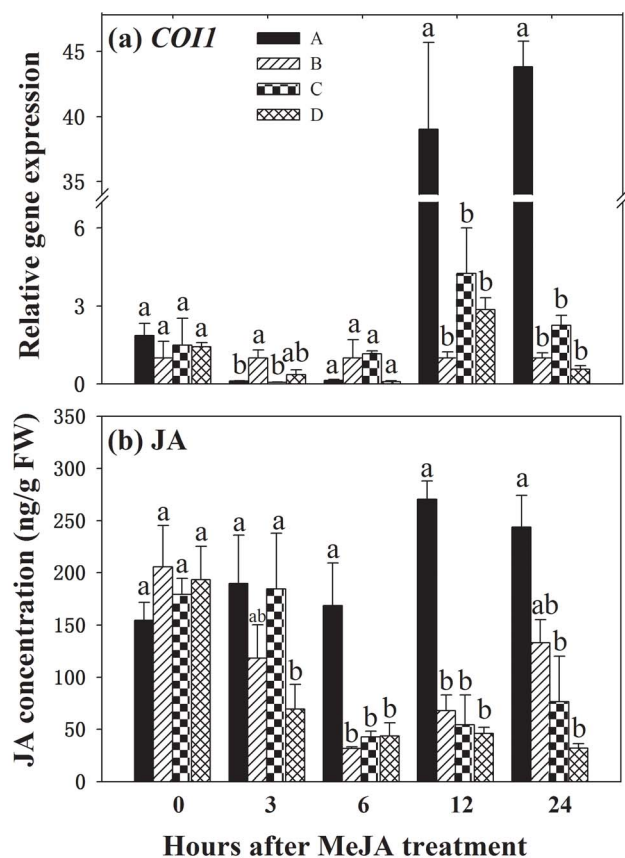 (a) COI1
A
B
C
D
Relative gene expression
45
40
35
6
3
0
a a a a
b a b ab
a a a a
a b b b
a b b b
(b) JA
JA concentration (ng/g FW)
350
300
250
200
150
100
50
0
a a a a
a ab a b
a b b b
a b b b
a ab b b
0 3 6 12 24
Hours after MeJA treatment